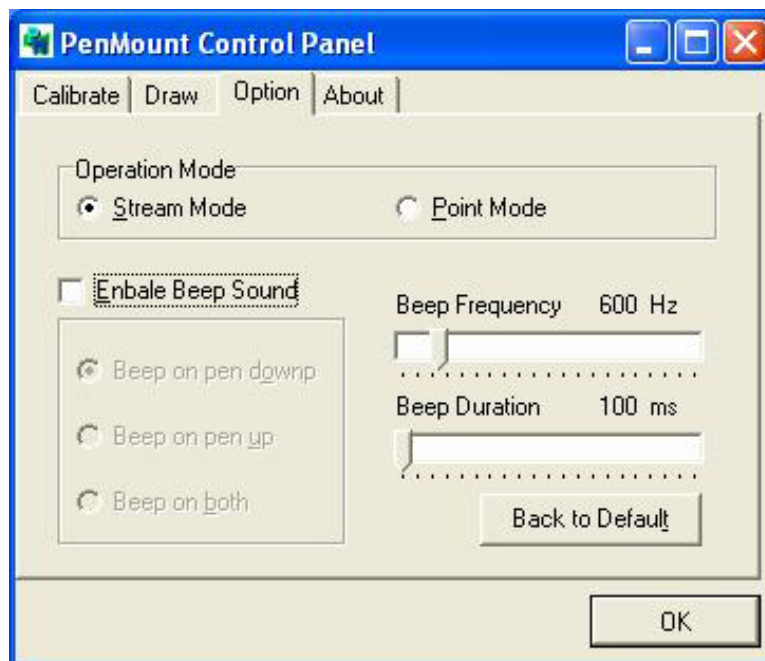 PenMount Control Panel
Calibrate Draw Option About
Operation Mode
Stream Mode Point Mode
Enbale Beep Sound
Beep on pen downp
Beep on pen up
Beep on both
Beep Frequency 600 Hz
Beep Duration 100 ms
Back to Default
OK